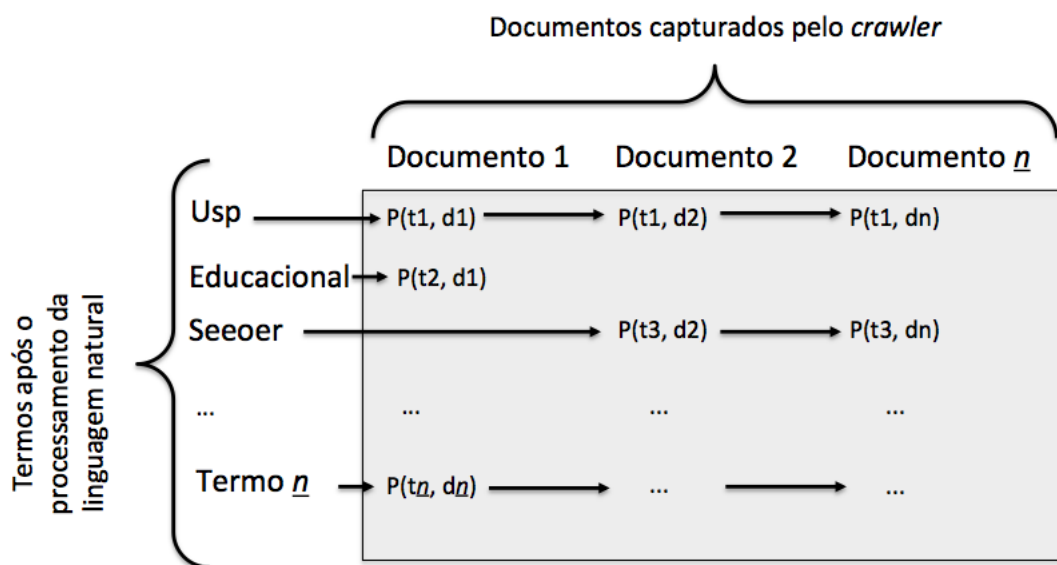 Documentos capturados pelo crawler
Documento 1 Documento 2 Documento n
Usp P(t1, d1) P(t1, d2) P(t1, dn)
Educacional P(t2, d1)
Seeoer P(t3, d2) P(t3, dn)
... ... ... ...
Termo n P(tn, dn) ... ...
Termos após o
processamento da
linguagem natural